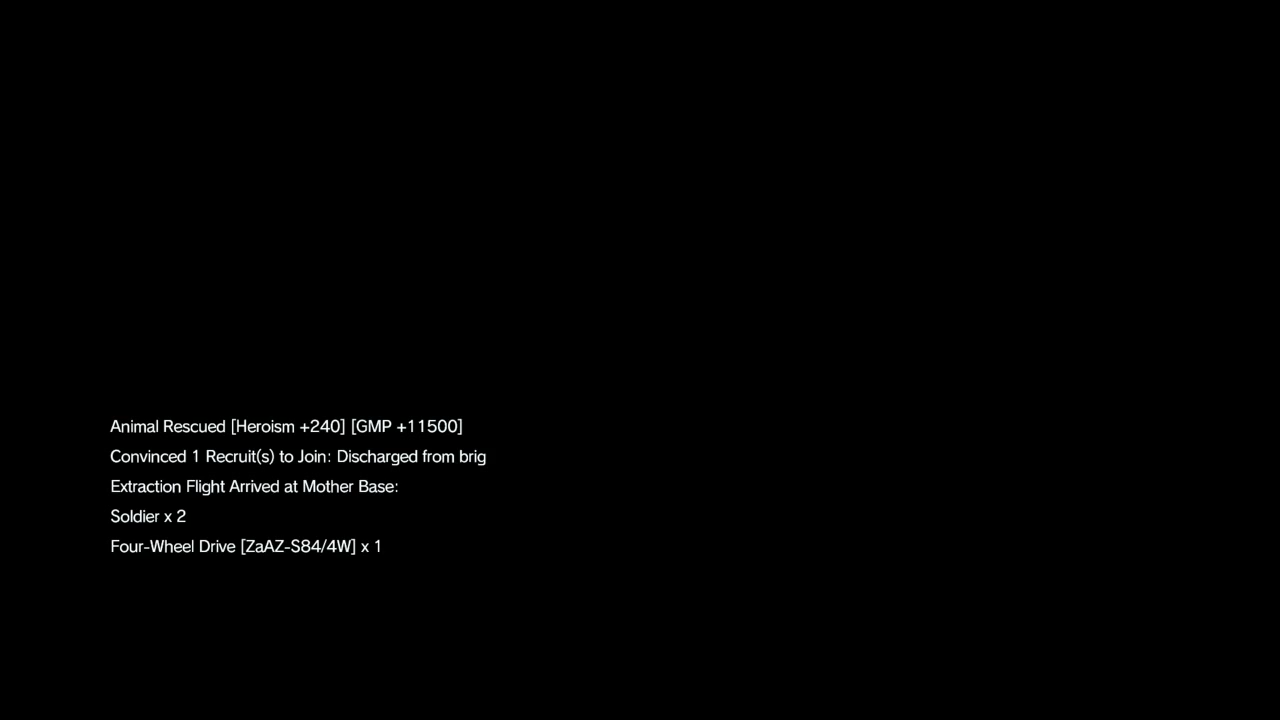 Animal Rescued [Heroism +240] [GMP +11500]
Convinced 1 Recruit(s) to Join: Discharged from brig
Extraction Flight Arrived at Mother Base:
Soldier x 2
Four-Wheel Drive [ZaAZ-S84/4W] x 1